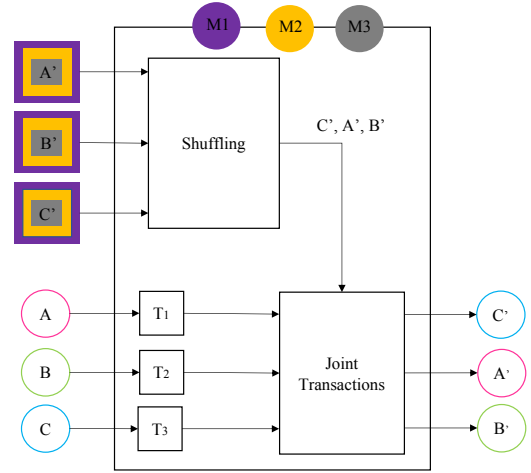 M1 M2 M3
A’
B’
C’
Shuffling
C’, A’, B’
A
T1
B
T2
C
T3
Joint
Transactions
C’
A’
B’